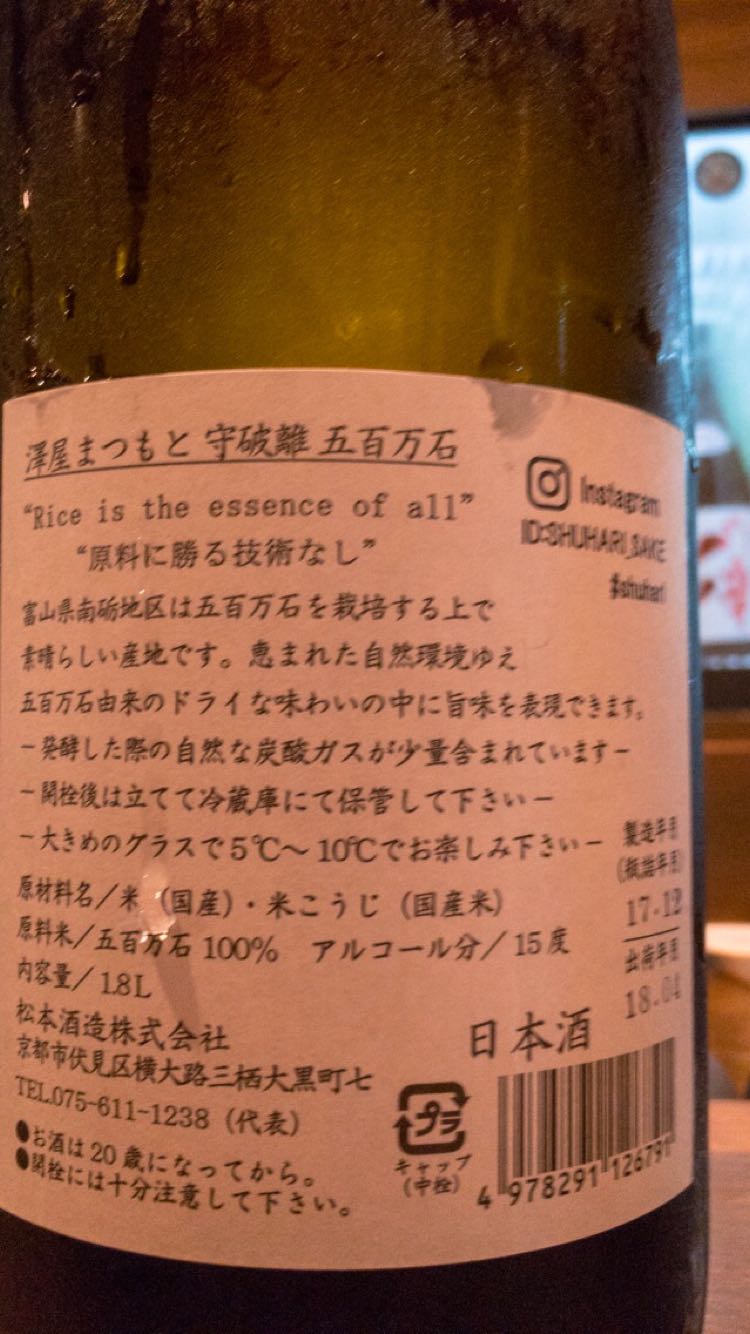 澤屋まつもと 守破離 五百万石
Instagram
ID:SHUHARI_SAKE
#shuhari
“Rice is the essence of all”
“原料に勝る技術なし”
富山県南砺地区は五百万石を栽培する上で
素晴らしい産地です。恵まれた自然環境ゆえ
五百万石由来のドライな味わいの中に旨味を表現できます。
－発酵した際の自然な炭酸ガスが少量含まれています－
－開栓後は立てて冷蔵庫にて保管して下さい－
－大きめのグラスで5℃～10℃でお楽しみ下さい－
製造年月
(瓶詰年月)
17.12
出荷年月
18.04
原材料名／米（国産）・米こうじ（国産米）
原料米／五百万石 100%　アルコール分／15度
内容量／1.8L
松本酒造株式会社
京都市伏見区横大路三栖大黒町七
TEL.075-611-1238（代表）
●お酒は20歳になってから。
●開栓には十分注意して下さい。
日本酒
プラ
キャップ
(中栓)
4 978291 126791